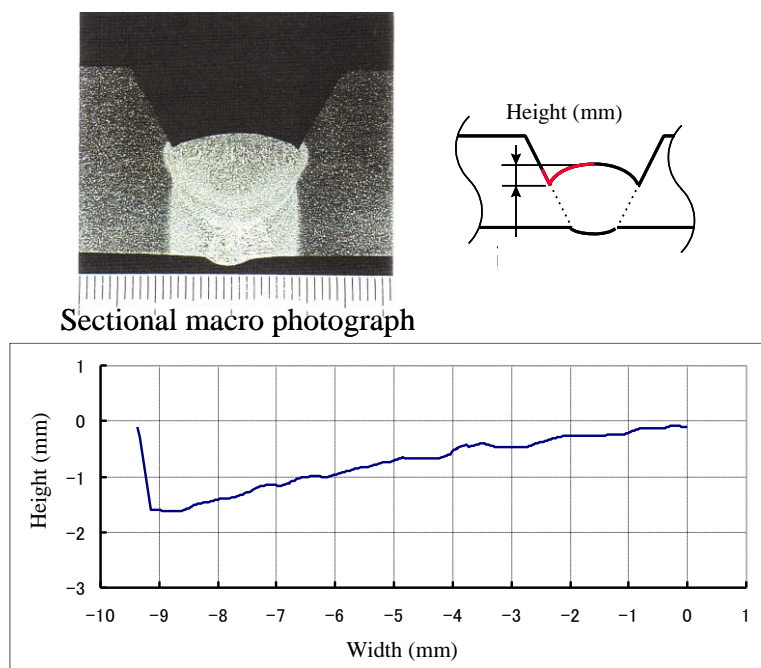 Height (mm)
Sectional macro photograph
1
0
−1
−2
−3
Height (mm)
−10 −9 −8 −7 −6 −5 −4 −3 −2 −1 0 1
Width (mm)